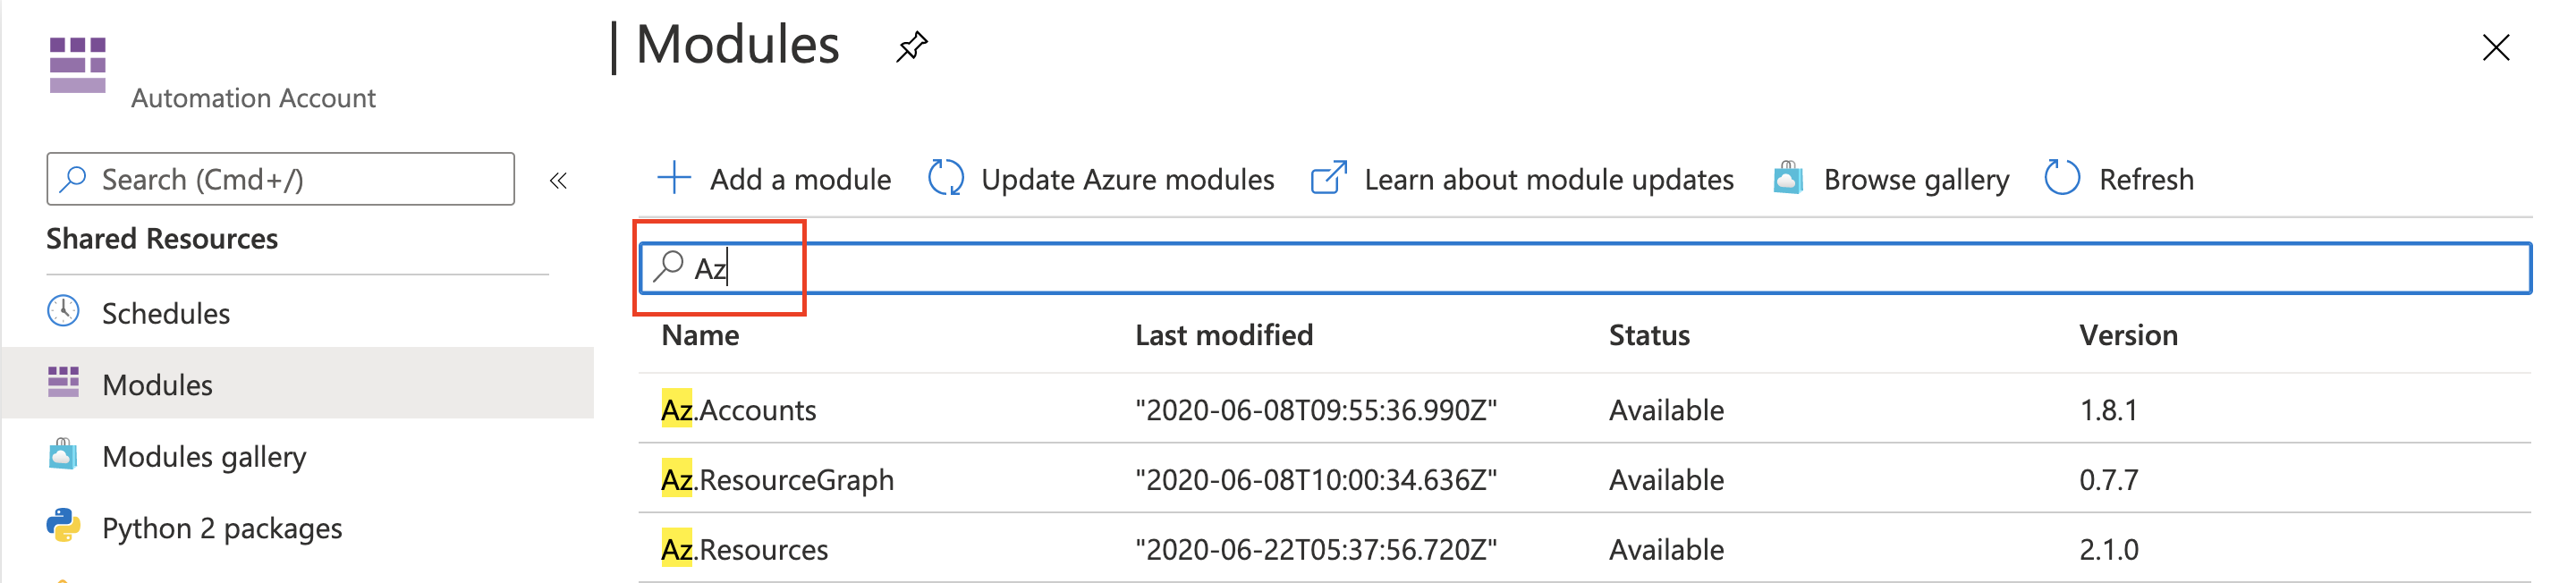 Modules
Automation Account
Search (Cmd+/)
«
Shared Resources
Schedules
Modules
Modules gallery
Python 2 packages
Add a module Update Azure modules Learn about module updates Browse gallery Refresh
Az
Name Last modified Status Version
Az.Accounts "2020-06-08T09:55:36.990Z" Available 1.8.1
Az.ResourceGraph "2020-06-08T10:00:34.636Z" Available 0.7.7
Az.Resources "2020-06-22T05:37:56.720Z" Available 2.1.0